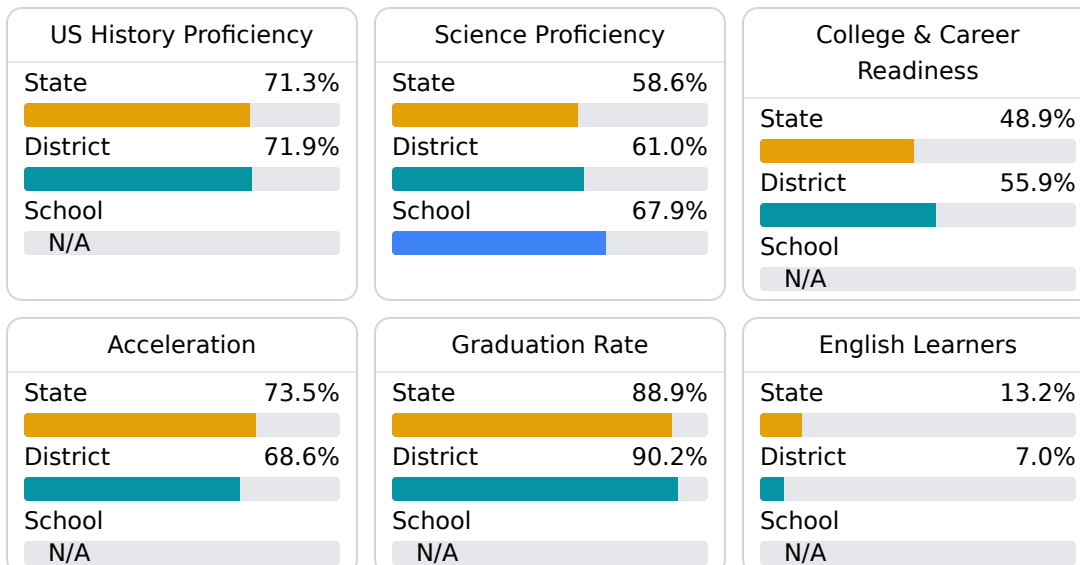 US History Proficiency
State 71.3%
District 71.9%
School
N/A
Science Proficiency
State 58.6%
District 61.0%
School 67.9%
College & Career
Readiness
State 48.9%
District 55.9%
School
N/A
Acceleration
State 73.5%
District 68.6%
School
N/A
Graduation Rate
State 88.9%
District 90.2%
School
N/A
English Learners
State 13.2%
District 7.0%
School
N/A